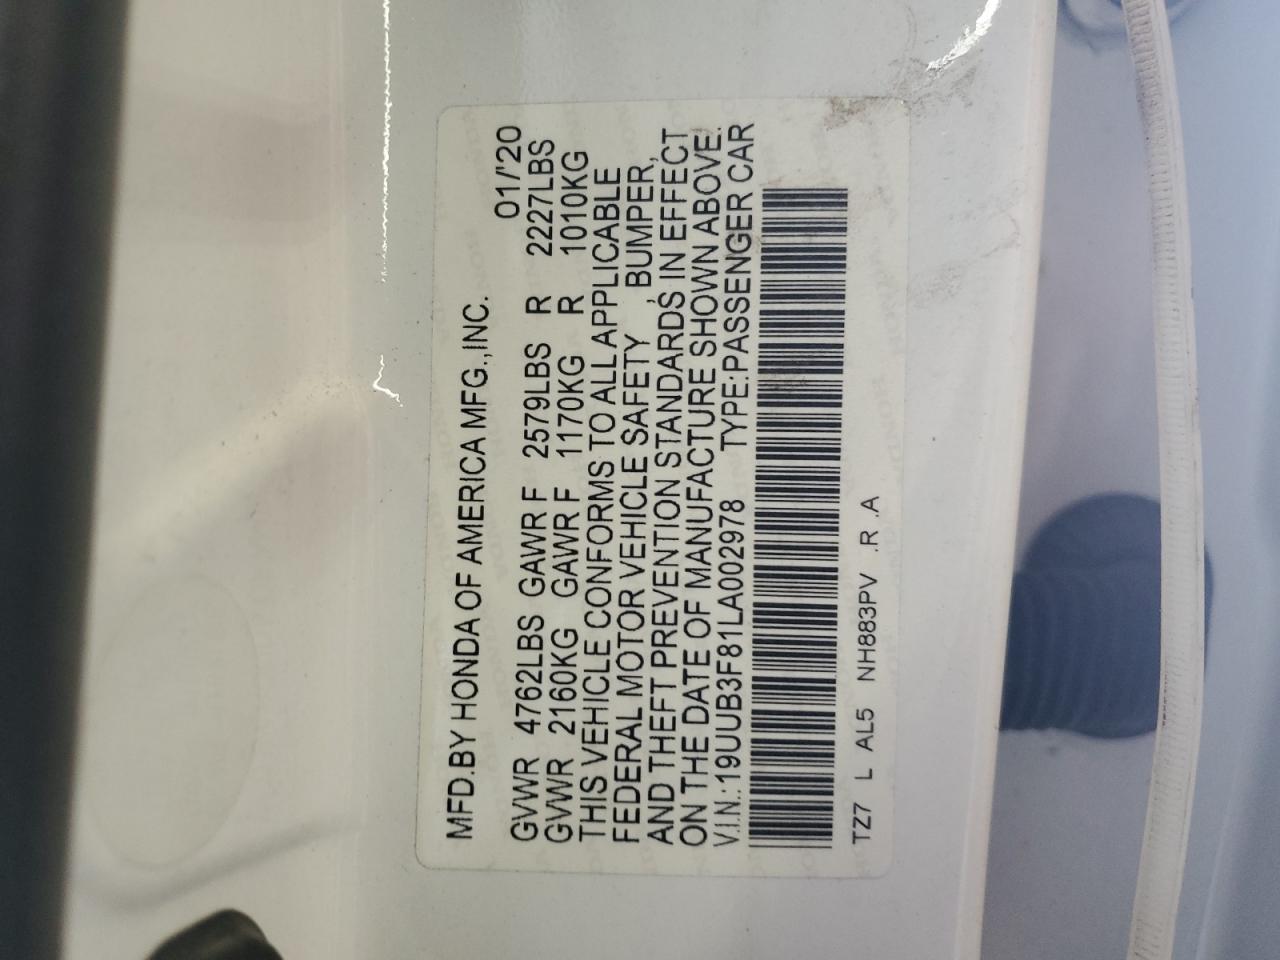 MFD.BY HONDA OF AMERICA MFG.,INC.
01/'20
GVWR 4762LBS GAWR F 2579LBS R 2227LBS
GVWR 2160KG GAWR F 1170KG R 1010KG
THIS VEHICLE CONFORMS TO ALL APPLICABLE
FEDERAL MOTOR VEHICLE SAFETY , BUMPER,
AND THEFT PREVENTION STANDARDS IN EFFECT
ON THE DATE OF MANUFACTURE SHOWN ABOVE.
V.I.N.:19UUB3F81LA002978 TYPE:PASSENGER CAR
TZ7 L AL5 NH883PV .R .A